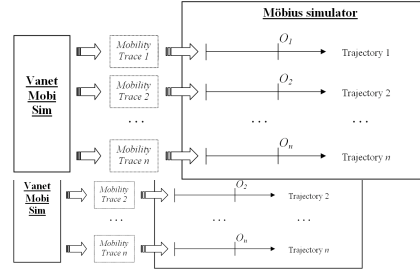 Möbius simulator
Vanet
Mobi
Sim
Mobility
Trace 1
O1
Trajectory 1
Mobility
Trace 2
O2
Trajectory 2
... ... ...
Mobility
Trace n
On
Trajectory n
Vanet
Mobi
Sim
Mobility
Trace 2
O2
Trajectory 2
... ... ...
Mobility
Trace n
On
Trajectory n